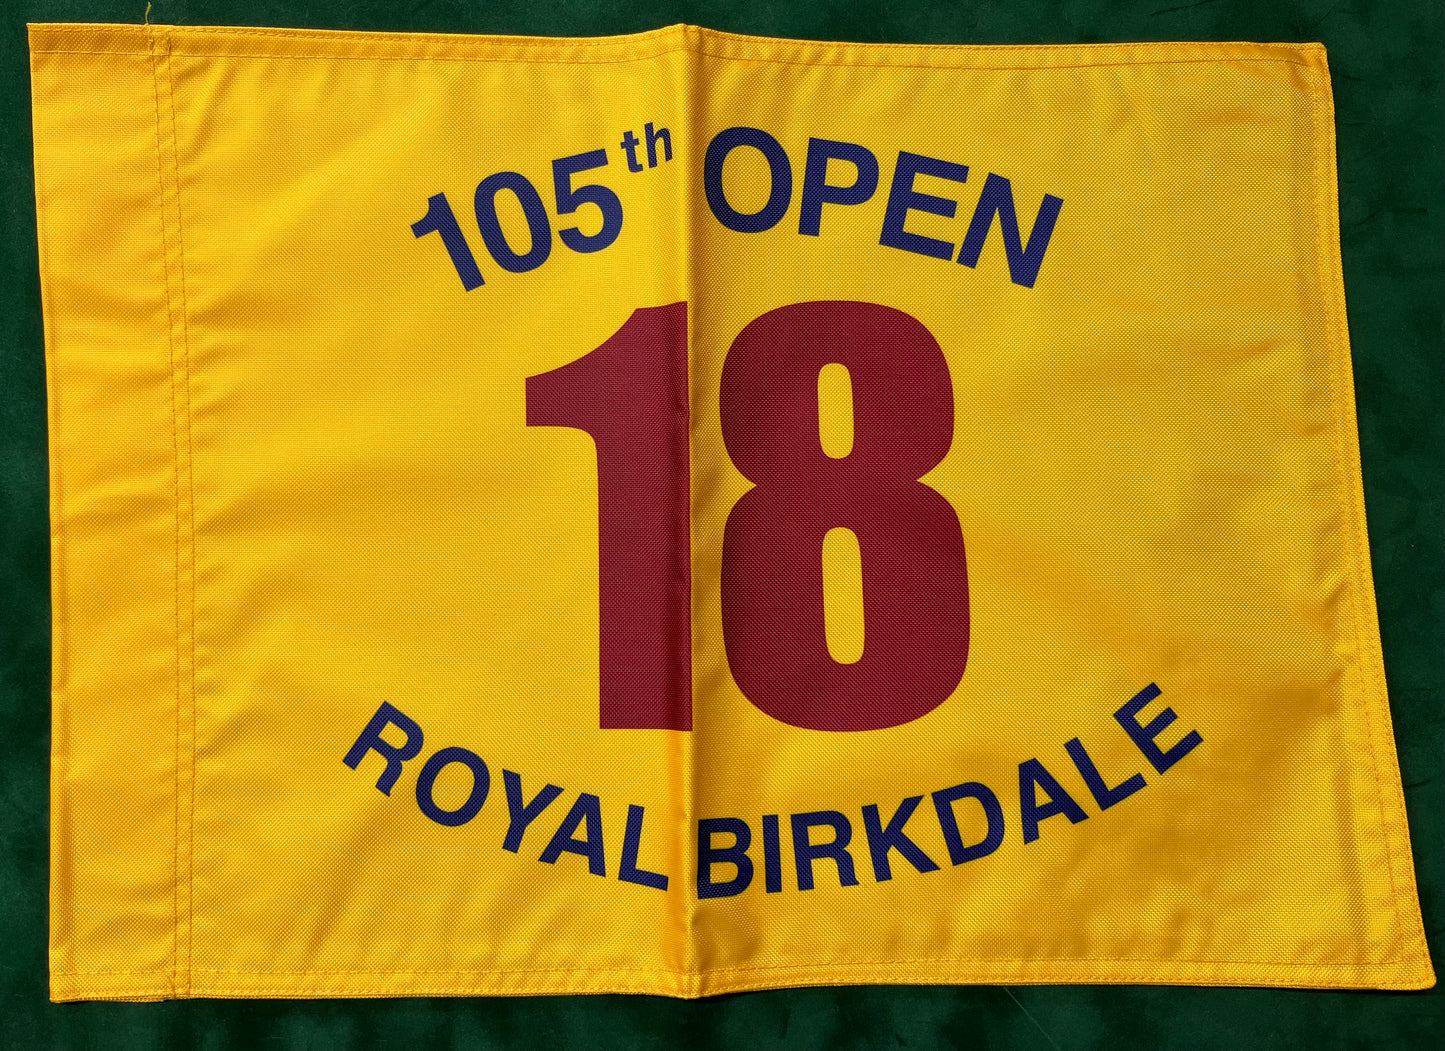 105th OPEN
18
ROYAL BIRKDALE